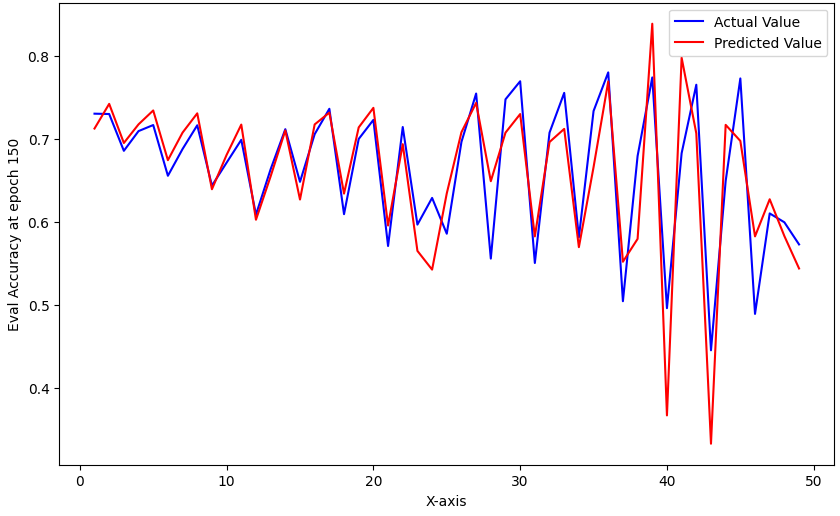 Actual Value
Predicted Value
Eval Accuracy at epoch 150
0.8
0.7
0.6
0.5
0.4
0 10 20 30 40 50
X-axis